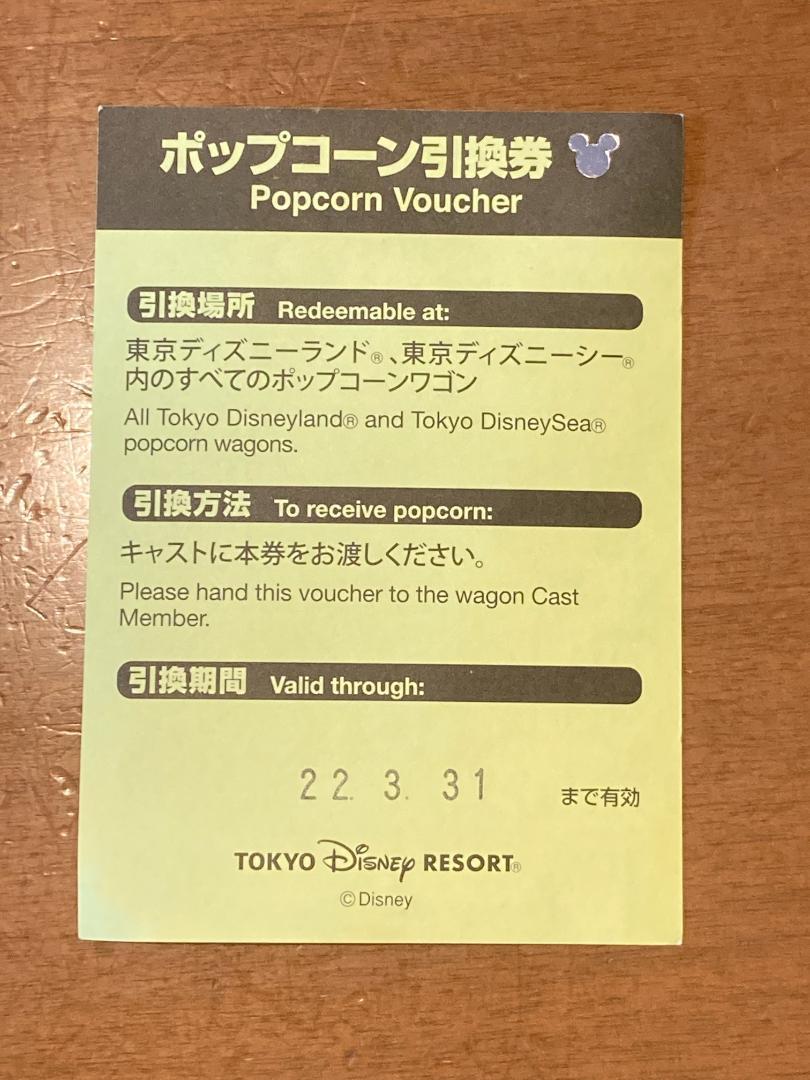 ポップコーン引換券
Popcorn Voucher
引換場所 Redeemable at:
東京ディズニーランド®、東京ディズニーシー®
内のすべてのポップコーンワゴン
All Tokyo Disneyland® and Tokyo DisneySea®
popcorn wagons.
引換方法 To receive popcorn:
キャストに本券をお渡しください。
Please hand this voucher to the wagon Cast
Member.
引換期間 Valid through:
22. 3. 31 まで有効
TOKYO Disney RESORT®
©Disney